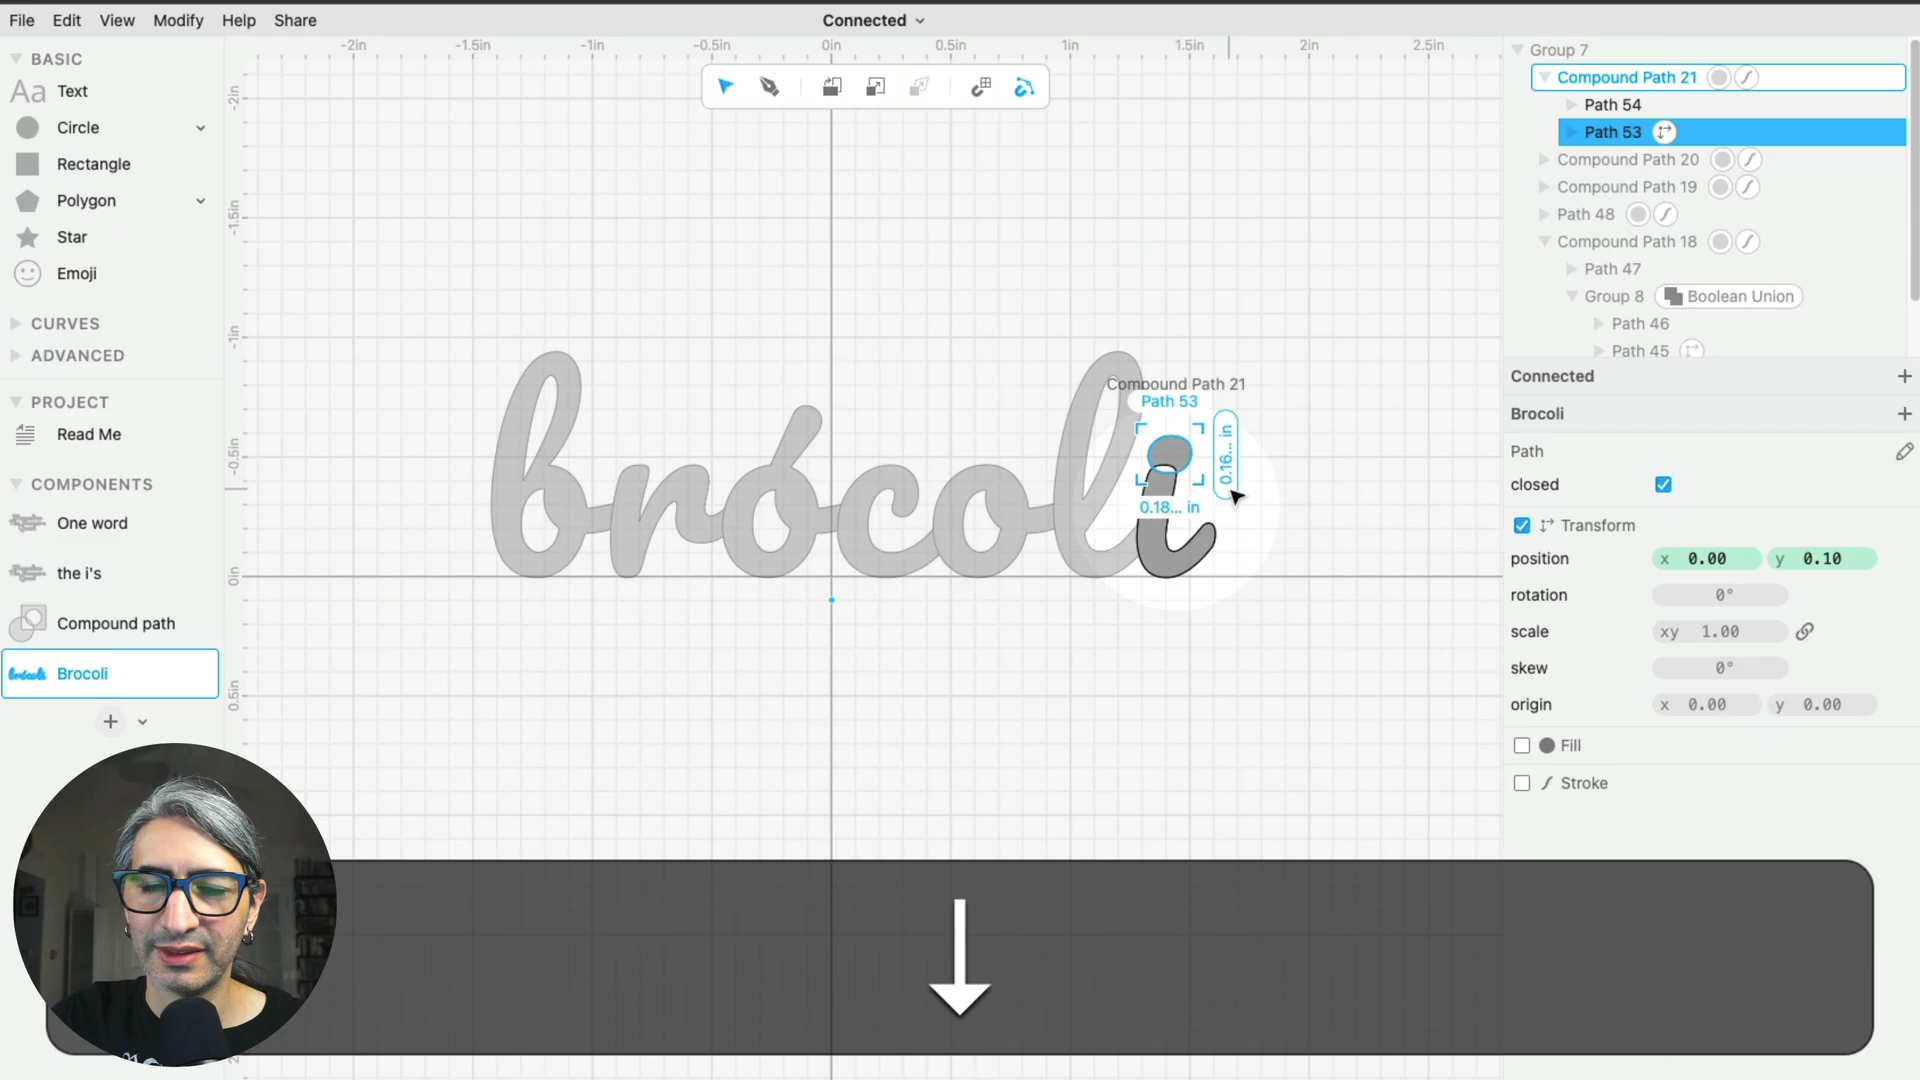 File Edit View Modify Help Share
Connected
BASIC
Text
Circle
Rectangle
Polygon
Star
Emoji
CURVES
ADVANCED
PROJECT
Read Me
COMPONENTS
One word
the i's
Compound path
Brocoli
-2in -1.5in -1in -0.5in 0in 0.5in 1in 1.5in 2in 2.5in
-2in
-1.5in
-1in
-0.5in
0in
0.5in
brócoli
Compound Path 21
Path 53
0.16... in
0.18... in
Group 7
Compound Path 21
Path 54
Path 53
Compound Path 20
Compound Path 19
Path 48
Compound Path 18
Path 47
Group 8 Boolean Union
Path 46
Path 45
Connected
Brocoli
Path
closed
Transform
position x 0.00 y 0.10
rotation 0°
scale xy 1.00
skew 0°
origin x 0.00 y 0.00
Fill
Stroke